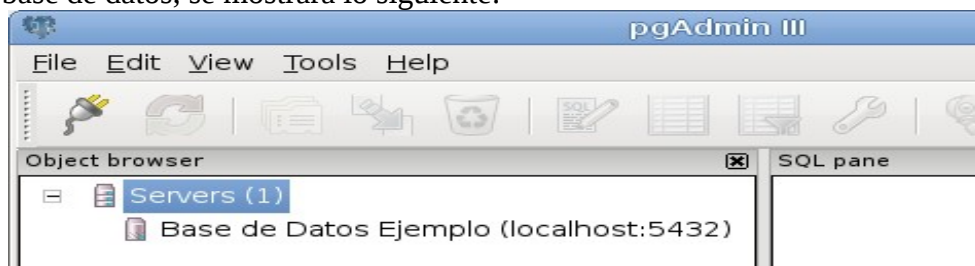 base de datos, se mostrará lo siguiente:
pgAdmin III
File Edit View Tools Help
SQL
Object browser
SQL pane
Servers (1)
Base de Datos Ejemplo (localhost:5432)